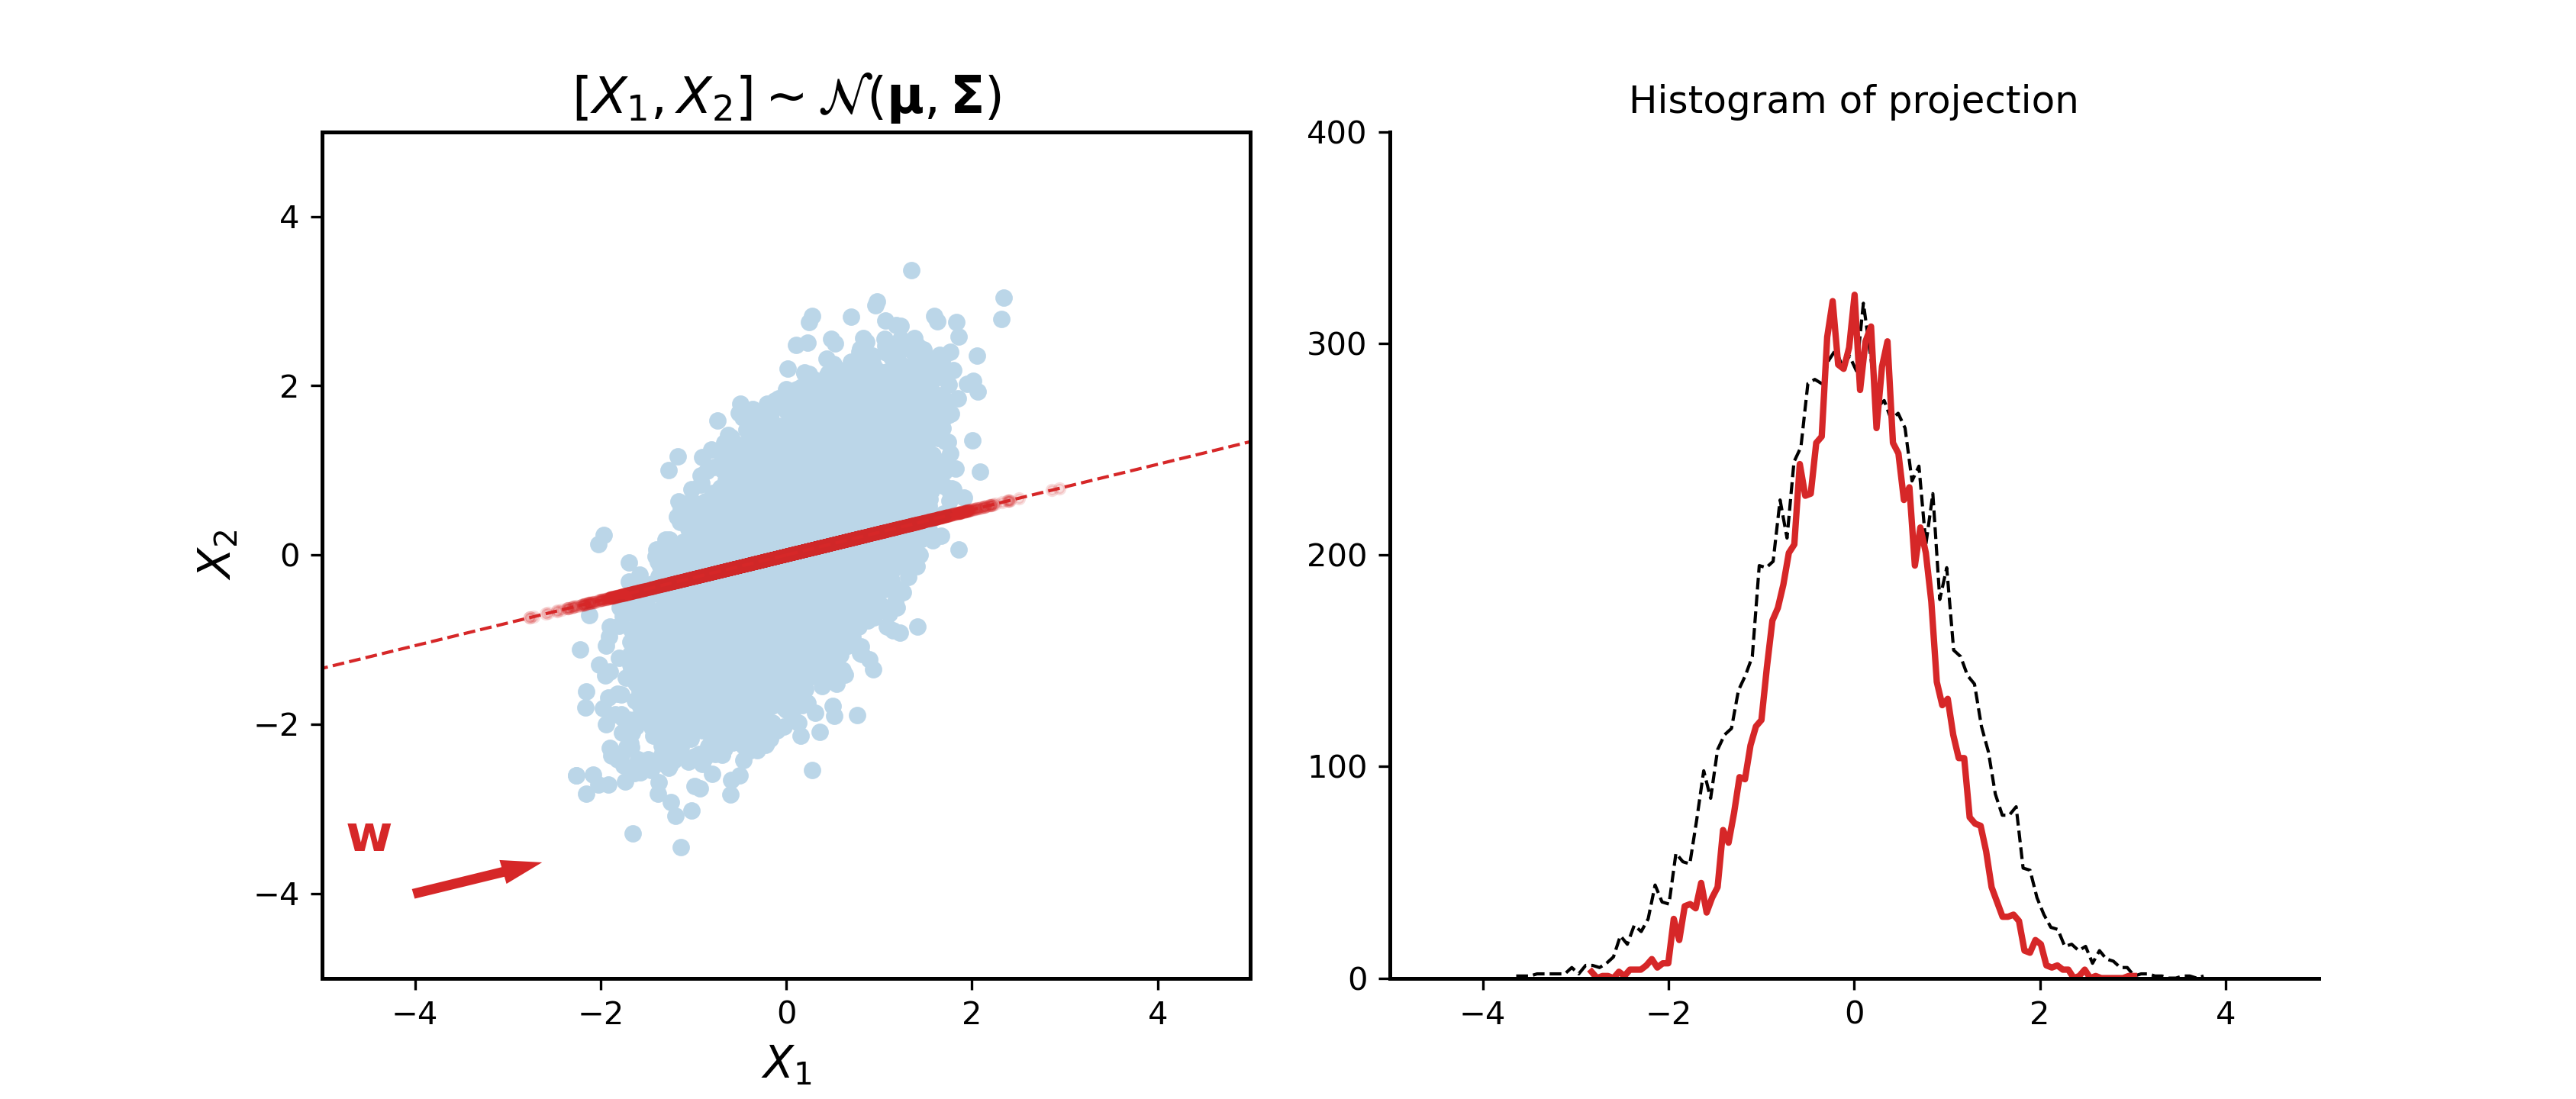 [X₁, X₂] ~ 𝒩(μ, Σ)
4
2
0
−2
−4
X₂
w
−4 −2 0 2 4
X₁
Histogram of projection
400
300
200
100
0
−4 −2 0 2 4